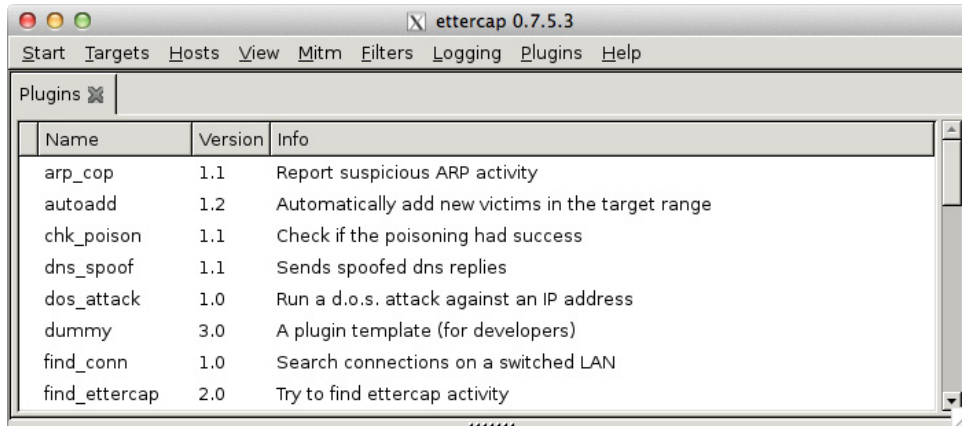 ettercap 0.7.5.3
Start Targets Hosts View Mitm Filters Logging Plugins Help
Plugins
Name Version Info
arp_cop 1.1 Report suspicious ARP activity
autoadd 1.2 Automatically add new victims in the target range
chk_poison 1.1 Check if the poisoning had success
dns_spoof 1.1 Sends spoofed dns replies
dos_attack 1.0 Run a d.o.s. attack against an IP address
dummy 3.0 A plugin template (for developers)
find_conn 1.0 Search connections on a switched LAN
find_ettercap 2.0 Try to find ettercap activity